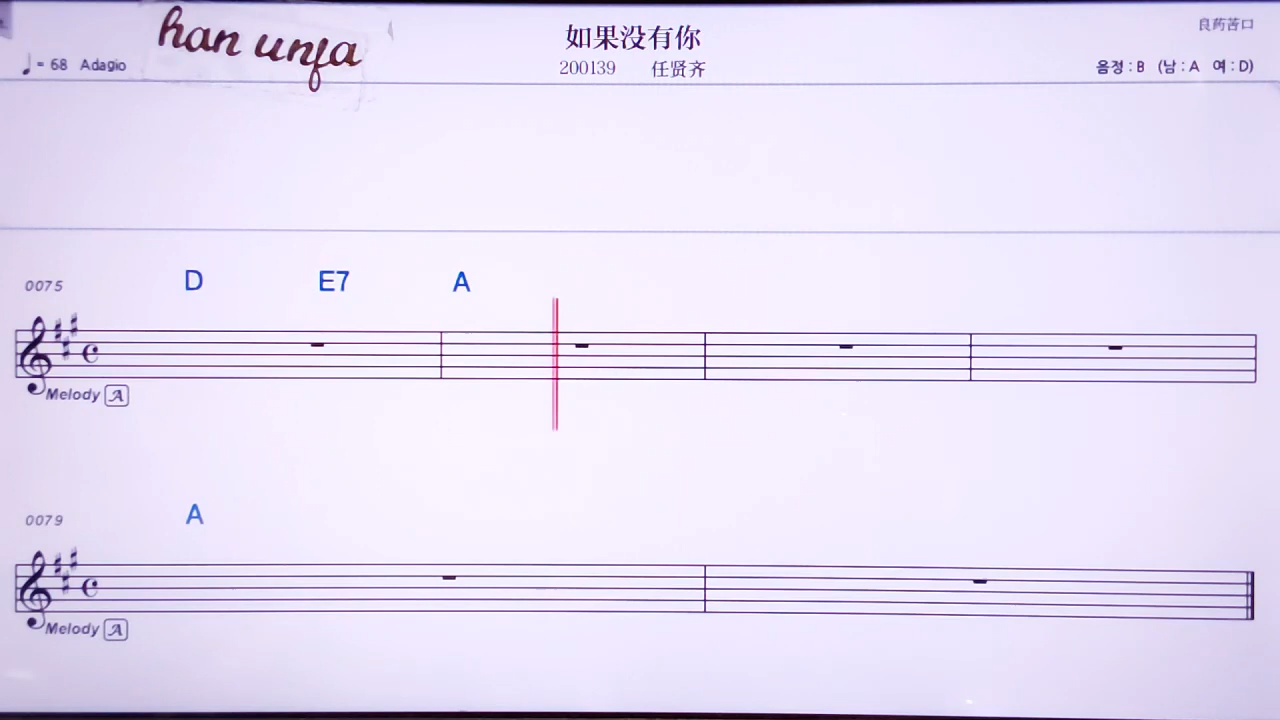 han unfa
如果没有你
良药苦口
♩ = 68 Adagio
200139 任贤齐
음정 : B (남 : A 여 : D)
0075
D E7 A
Melody A
0079
A
Melody A